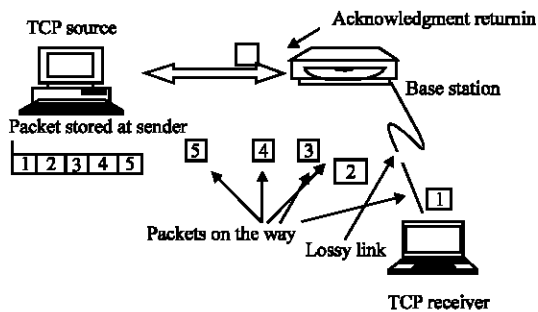 Acknowledgment returnin
TCP source
Base station
Packet stored at sender
1 2 3 4 5
5 4 3 2 1
Packets on the way
Lossy link
TCP receiver